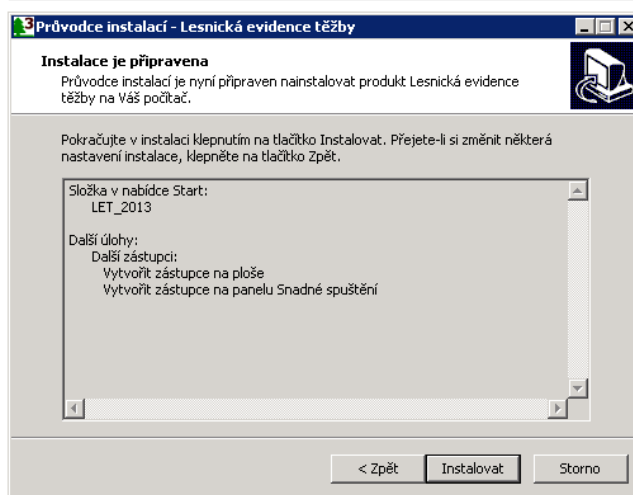 Průvodce instalací - Lesnická evidence těžby
Instalace je připravena
Průvodce instalací je nyní připraven nainstalovat produkt Lesnická evidence
těžby na Váš počítač.
Pokračujte v instalaci klepnutím na tlačítko Instalovat. Přejete-li si změnit některá
nastavení instalace, klepněte na tlačítko Zpět.
Složka v nabídce Start:
LET_2013
Další úlohy:
Další zástupci:
Vytvořit zástupce na ploše
Vytvořit zástupce na panelu Snadné spuštění
< Zpět Instalovat Storno